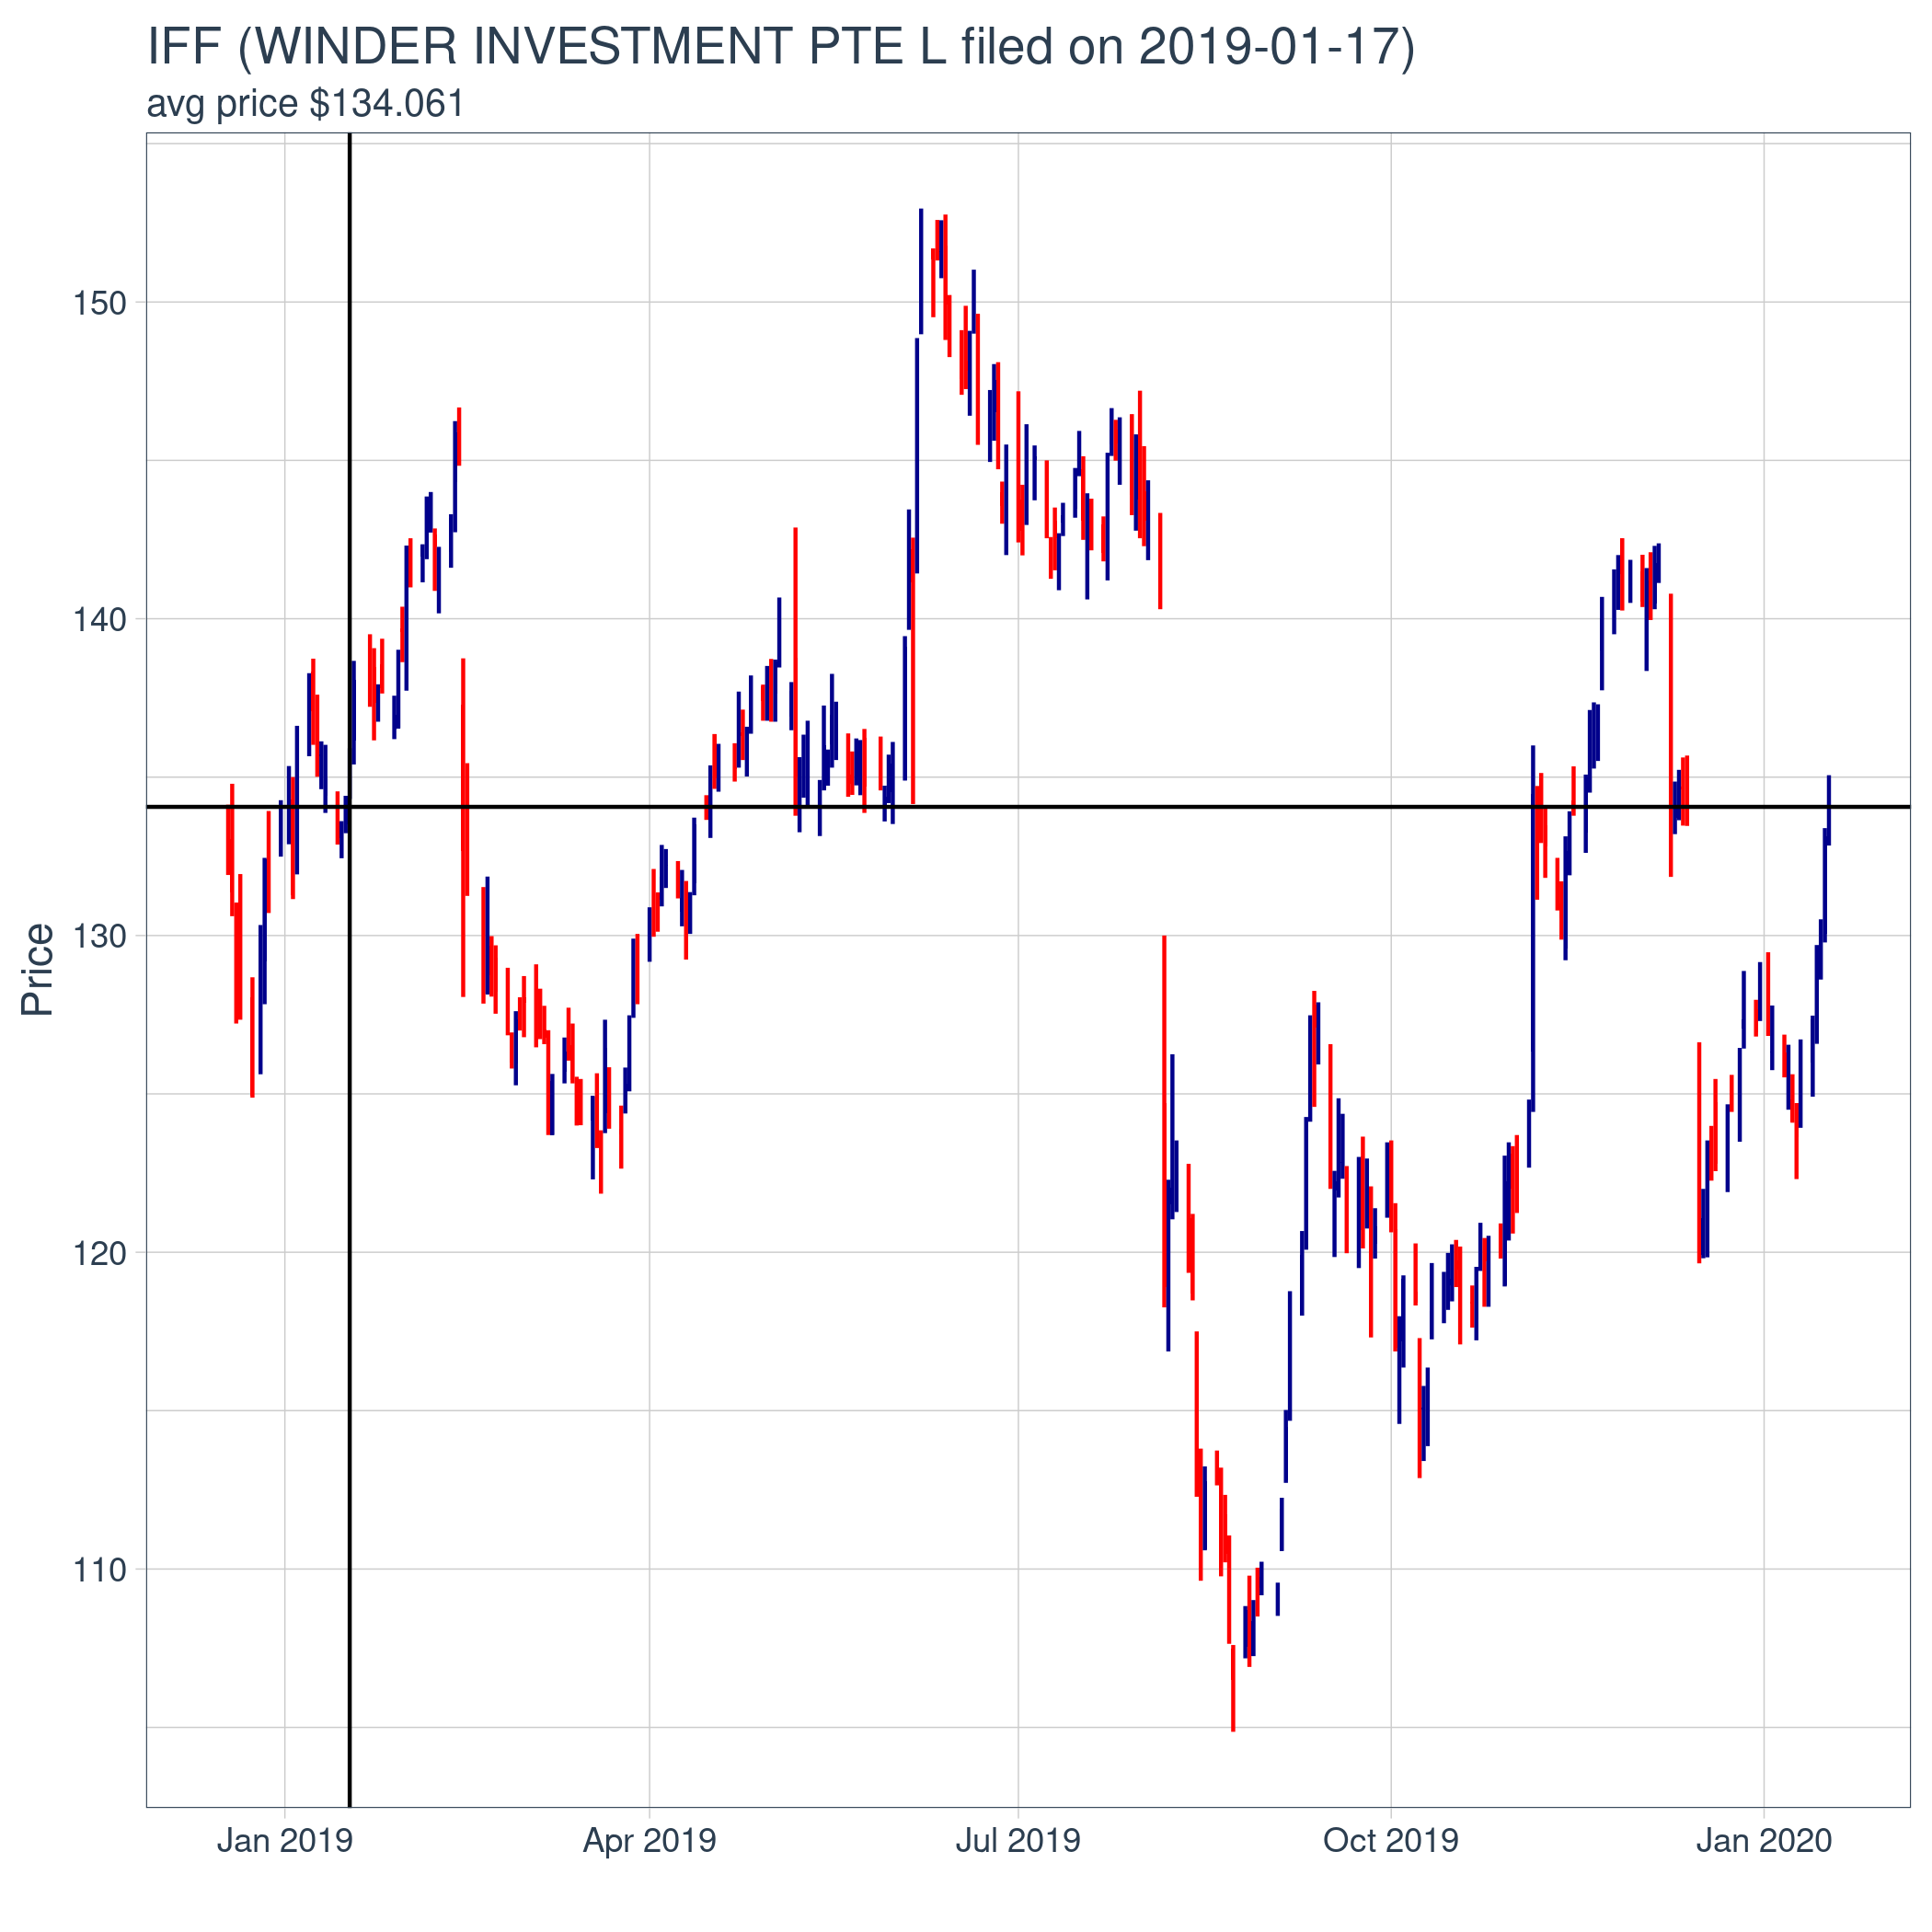 IFF (WINDER INVESTMENT PTE L filed on 2019-01-17)
avg price $134.061
150
140
130
120
110
Price
Jan 2019 Apr 2019 Jul 2019 Oct 2019 Jan 2020